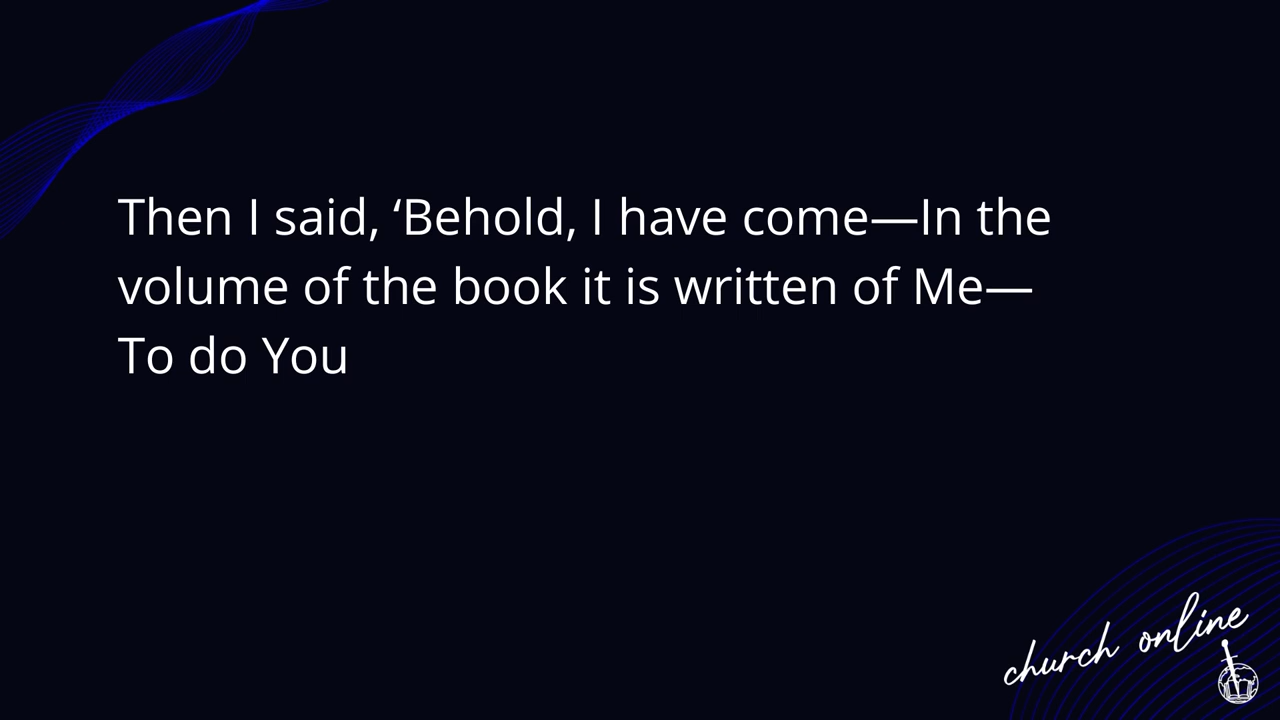 Then I said, ‘Behold, I have come—In the
volume of the book it is written of Me—
To do You
church online